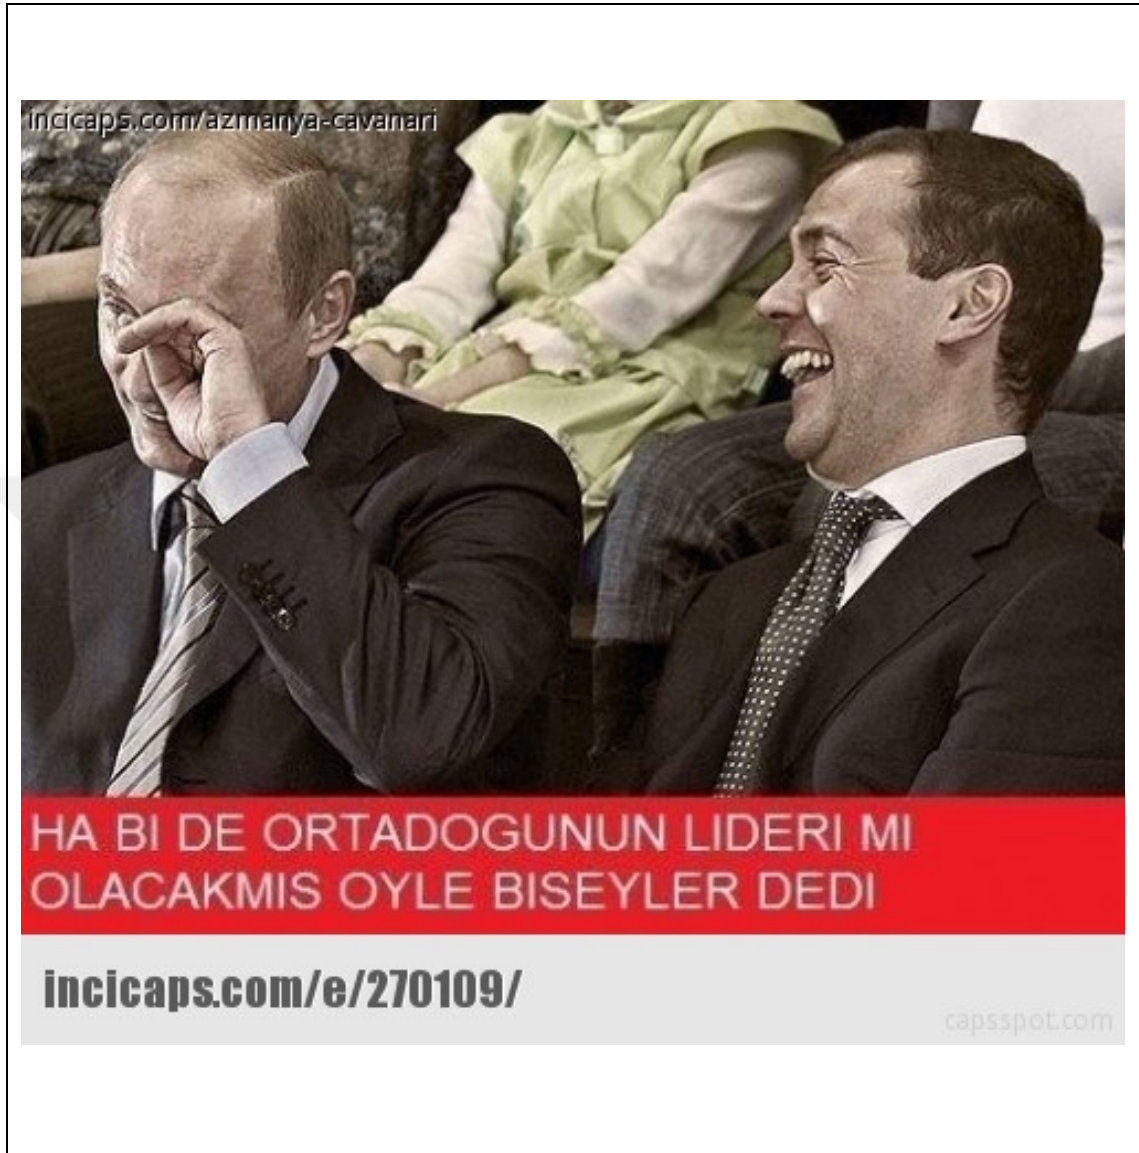 incicaps.com/azmanya-cavanari
HA BI DE ORTADOGUNUN LIDERI MI
OLACAKMIS OYLE BISEYLER DEDI
incicaps.com/e/270109/
capsspot.com